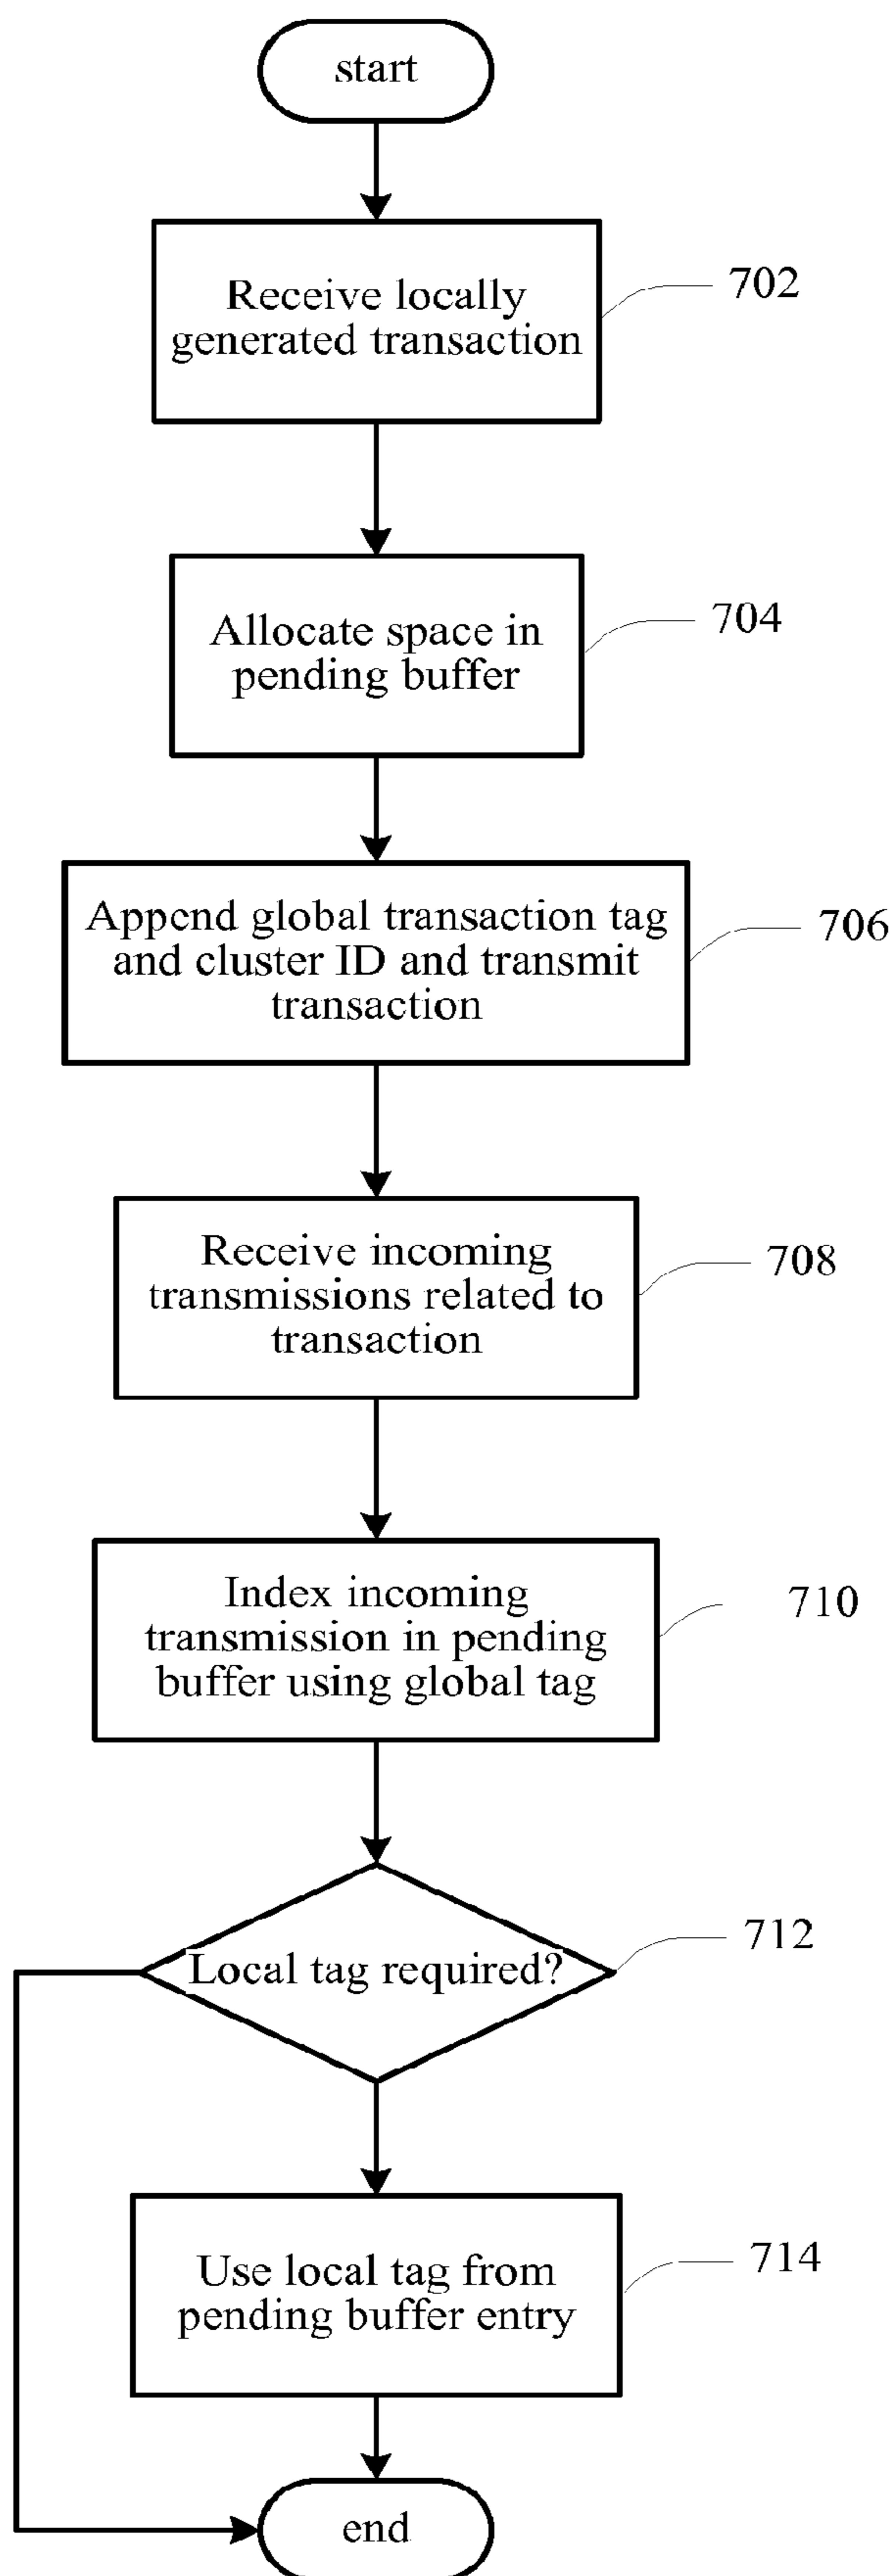 start
Receive locally
generated transaction
702
Allocate space in
pending buffer
704
Append global transaction tag
and cluster ID and transmit
transaction
706
Receive incoming
transmissions related to
transaction
708
Index incoming
transmission in pending
buffer using global tag
710
Local tag required?
712
Use local tag from
pending buffer entry
714
end